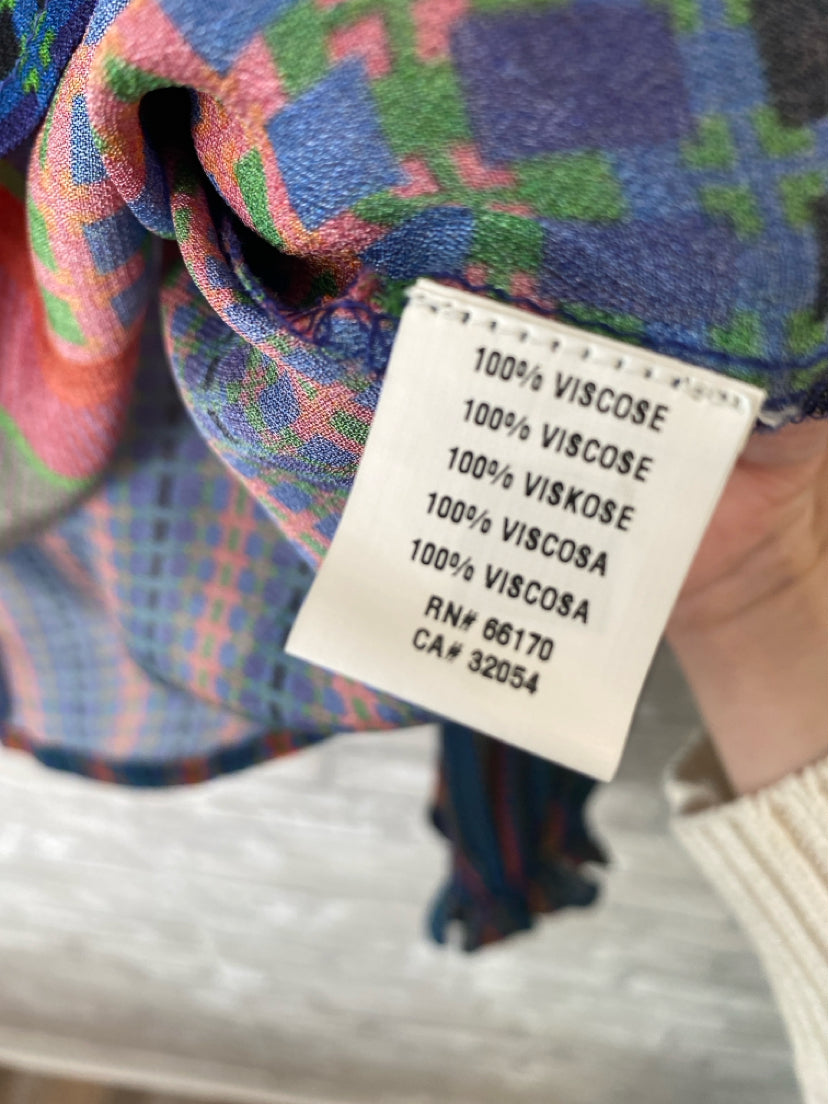 100% VISCOSE
100% VISCOSE
100% VISKOSE
100% VISCOSA
100% VISCOSA
RN# 66170
CA# 32054